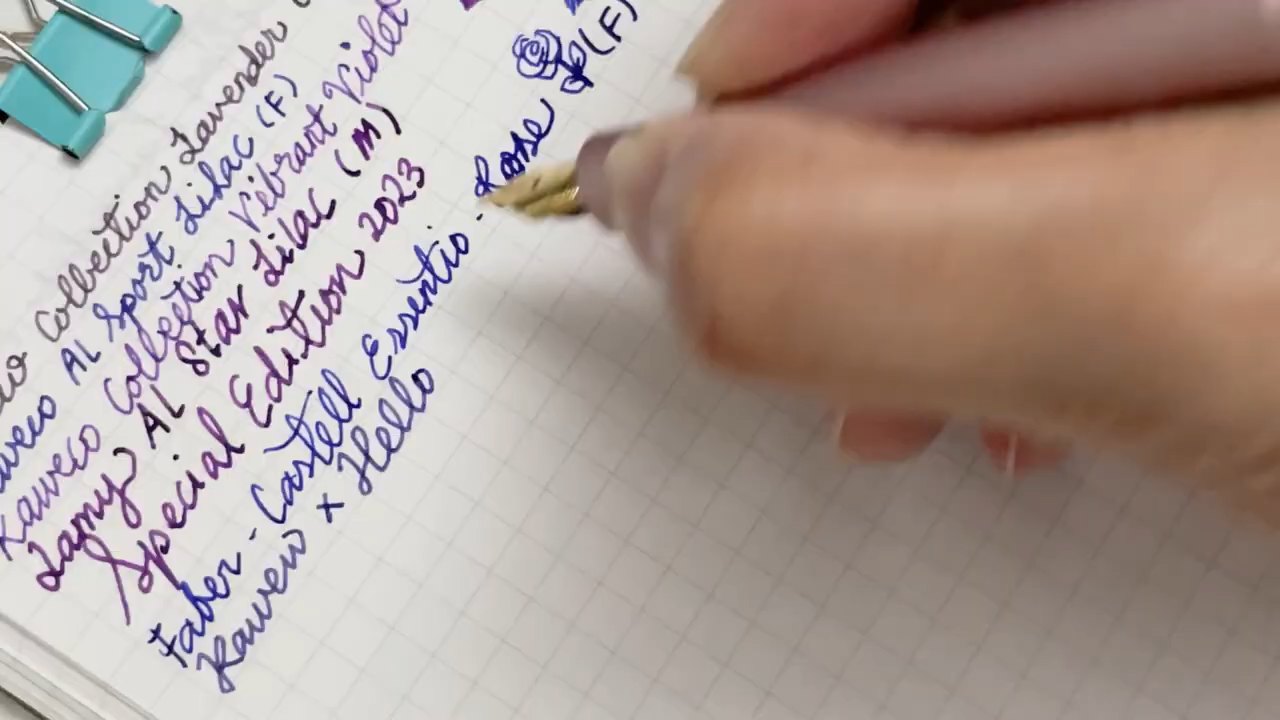 Collection Lavender
Kaweco AL Sport Lilac (F)
Kaweco Collection Vibrant Violet
Lamy AL Star Lilac (M)
Special Edition 2023
Faber-Castell Essentio - Rose (F)
Kaweco x Hello